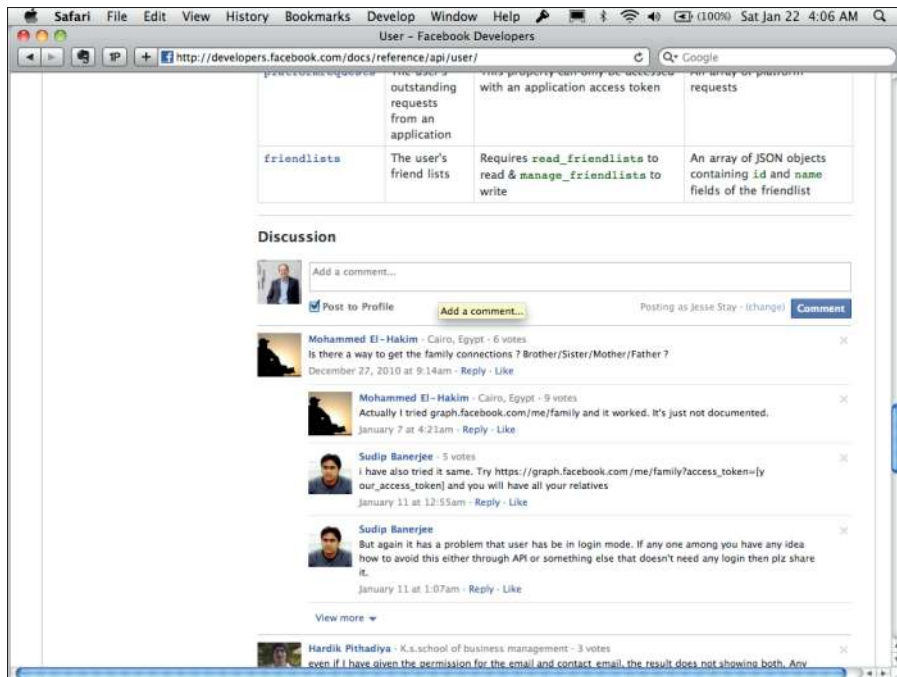 Safari File Edit View History Bookmarks Develop Window Help (100%) Sat Jan 22 4:06 AM
User – Facebook Developers
1P + http://developers.facebook.com/docs/reference/api/user/ Google
platformrequests The user's This property can only be accessed An array of platform
outstanding with an application access token requests
requests
from an
application
friendlists The user's Requires read_friendlists to An array of JSON objects
friend lists read & manage_friendlists to containing id and name
write fields of the friendlist
Discussion
Add a comment...
Post to Profile Add a comment... Posting as Jesse Stay - (change) Comment
Mohammed El-Hakim - Cairo, Egypt - 6 votes
Is there a way to get the family connections ? Brother/Sister/Mother/Father ?
December 27, 2010 at 9:14am - Reply - Like
Mohammed El-Hakim - Cairo, Egypt - 9 votes
Actually I tried graph.facebook.com/me/family and it worked. It's just not documented.
January 7 at 4:21am - Reply - Like
Sudip Banerjee - 5 votes
i have also tried it same. Try https://graph.facebook.com/me/family?access_token=[y
our_access_token] and you will have all your relatives
January 11 at 12:55am - Reply - Like
Sudip Banerjee
But again it has a problem that user has be in login mode. If any one among you have any idea
how to avoid this either through API or something else that doesn't need any login then plz share
it.
January 11 at 1:07am - Reply - Like
View more
Hardik Pithadiya - K.s.school of business management - 3 votes
even if I have given the permission for the email and contact_email, the result does not showing both. Any